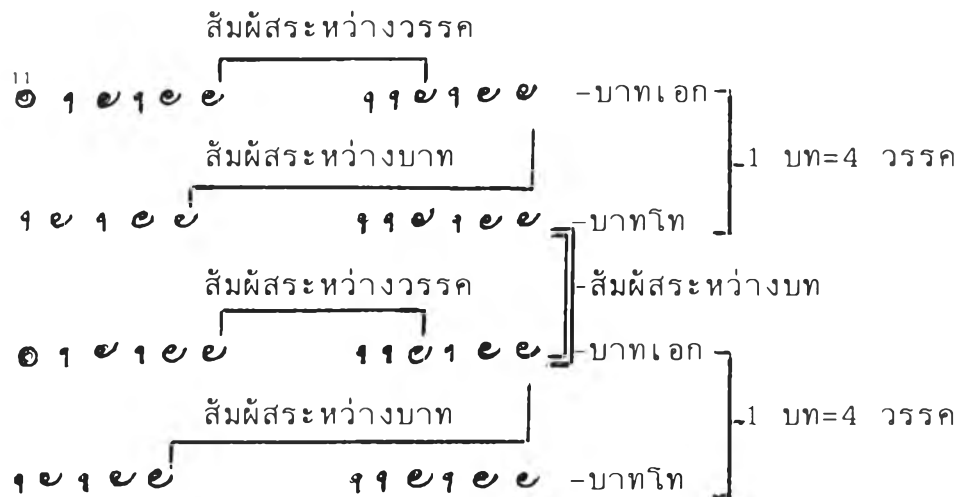 สัมผัสระหว่างวรรค
11
-บาทเอก
สัมผัสระหว่างบาท 1 บท=4 วรรค
-บาทโท
สัมผัสระหว่างวรรค -สัมผัสระหว่างบท
-บาทเอก
สัมผัสระหว่างบาท 1 บท=4 วรรค
-บาทโท